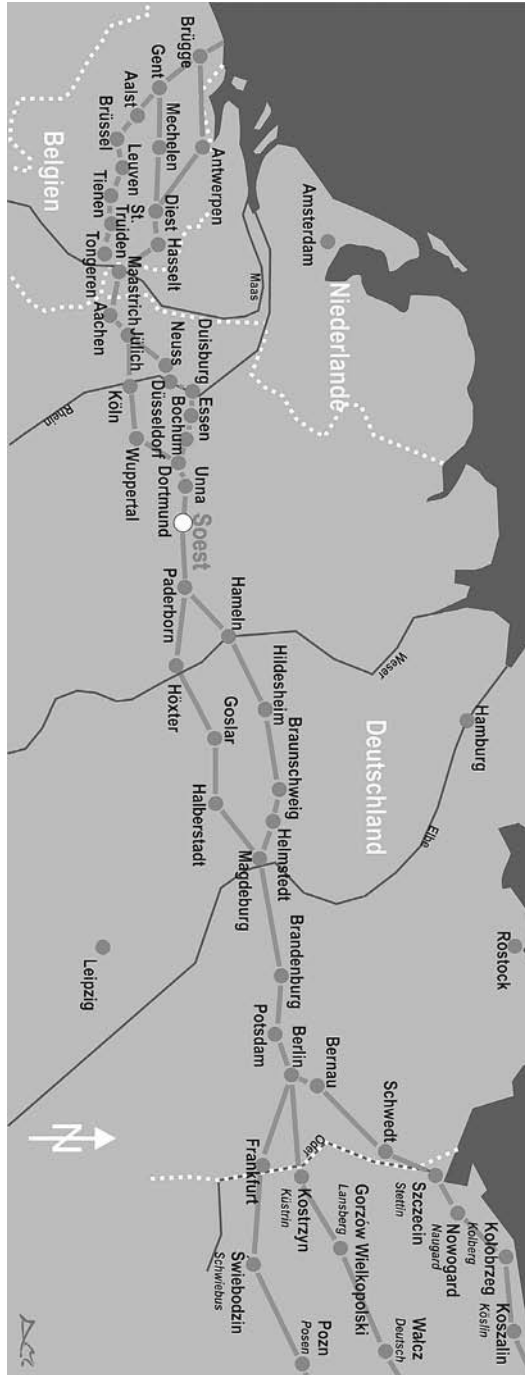 Brügge
Gent
Aalst
Brüssel
Mechelen
Antwerpen
Leuven
Tienen
St.
Truiden
Diest
Hasselt
Tongeren
Maastrich
Belgien
Amsterdam
Niederlande
Maas
Aachen
Jülich
Neuss
Duisburg
Düsseldorf
Essen
Bochum
Köln
Rhein
Wuppertal
Dortmund
Unna
Soest
Paderborn
Hameln
Höxter
Weser
Hildesheim
Goslar
Braunschweig
Halberstadt
Helmstedt
Magdeburg
Deutschland
Hamburg
Elbe
Rostock
Leipzig
Brandenburg
Potsdam
Berlin
Bernau
Schwedt
Oder
Frankfurt
Kostrzyn
Küstrin
Szczecin
Stettin
Nowogard
Naugard
Kołobrzeg
Kolberg
Koszalin
Köslin
Gorzów Wielkopolski
Lansberg
Wałcz
Deutsch
Świebodzin
Schwiebus
Pozn
Posen
N